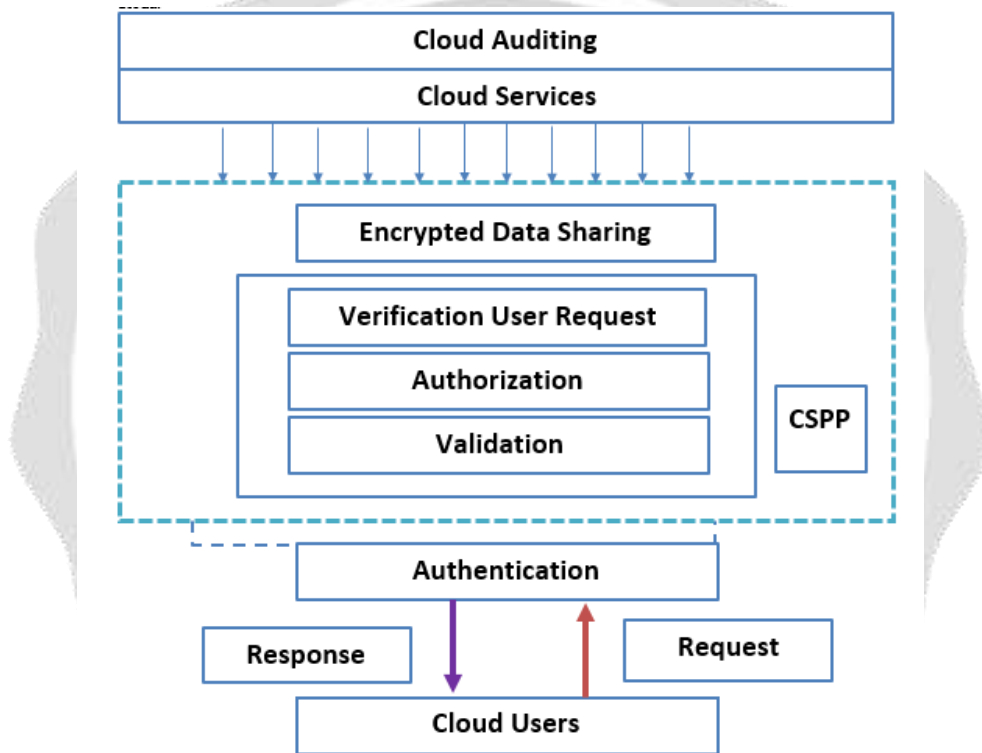 Cloud Auditing
Cloud Services
Encrypted Data Sharing
Verification User Request
Authorization
CSPP
Validation
Authentication
Response
Request
Cloud Users